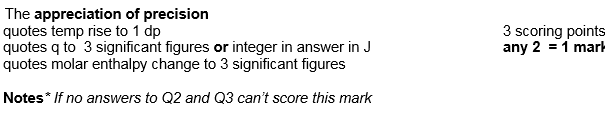 The appreciation of precision
quotes temp rise to 1 dp 3 scoring points
quotes q to 3 significant figures or integer in answer in J any 2 = 1 mark
quotes molar enthalpy change to 3 significant figures
Notes* If no answers to Q2 and Q3 can't score this mark